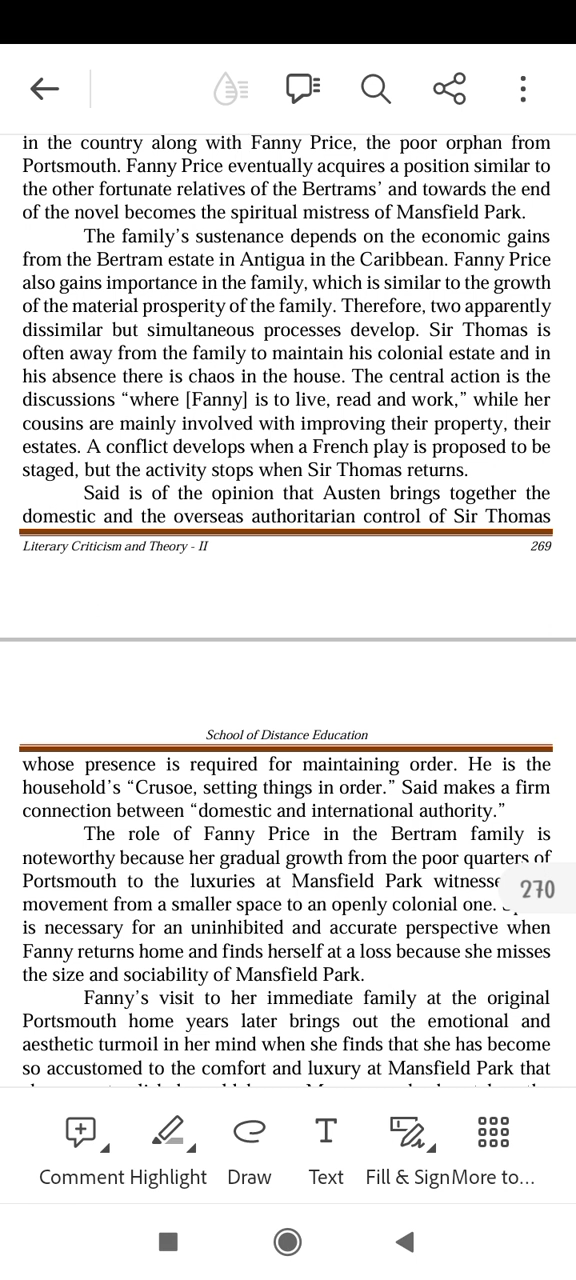 in the country along with Fanny Price, the poor orphan from
Portsmouth. Fanny Price eventually acquires a position similar to
the other fortunate relatives of the Bertrams’ and towards the end
of the novel becomes the spiritual mistress of Mansfield Park.
The family’s sustenance depends on the economic gains
from the Bertram estate in Antigua in the Caribbean. Fanny Price
also gains importance in the family, which is similar to the growth
of the material prosperity of the family. Therefore, two apparently
dissimilar but simultaneous processes develop. Sir Thomas is
often away from the family to maintain his colonial estate and in
his absence there is chaos in the house. The central action is the
discussions “where [Fanny] is to live, read and work,” while her
cousins are mainly involved with improving their property, their
estates. A conflict develops when a French play is proposed to be
staged, but the activity stops when Sir Thomas returns.
Said is of the opinion that Austen brings together the
domestic and the overseas authoritarian control of Sir Thomas
Literary Criticism and Theory - II 269
School of Distance Education
whose presence is required for maintaining order. He is the
household’s “Crusoe, setting things in order.” Said makes a firm
connection between “domestic and international authority.”
The role of Fanny Price in the Bertram family is
noteworthy because her gradual growth from the poor quarters of
Portsmouth to the luxuries at Mansfield Park
270
movement from a smaller space to an openly colonial one.
is necessary for an uninhibited and accurate perspective when
Fanny returns home and finds herself at a loss because she misses
the size and sociability of Mansfield Park.
Fanny’s visit to her immediate family at the original
Portsmouth home years later brings out the emotional and
aesthetic turmoil in her mind when she finds that she has become
so accustomed to the comfort and luxury at Mansfield Park that
Comment Highlight Draw Text Fill & Sign More to...